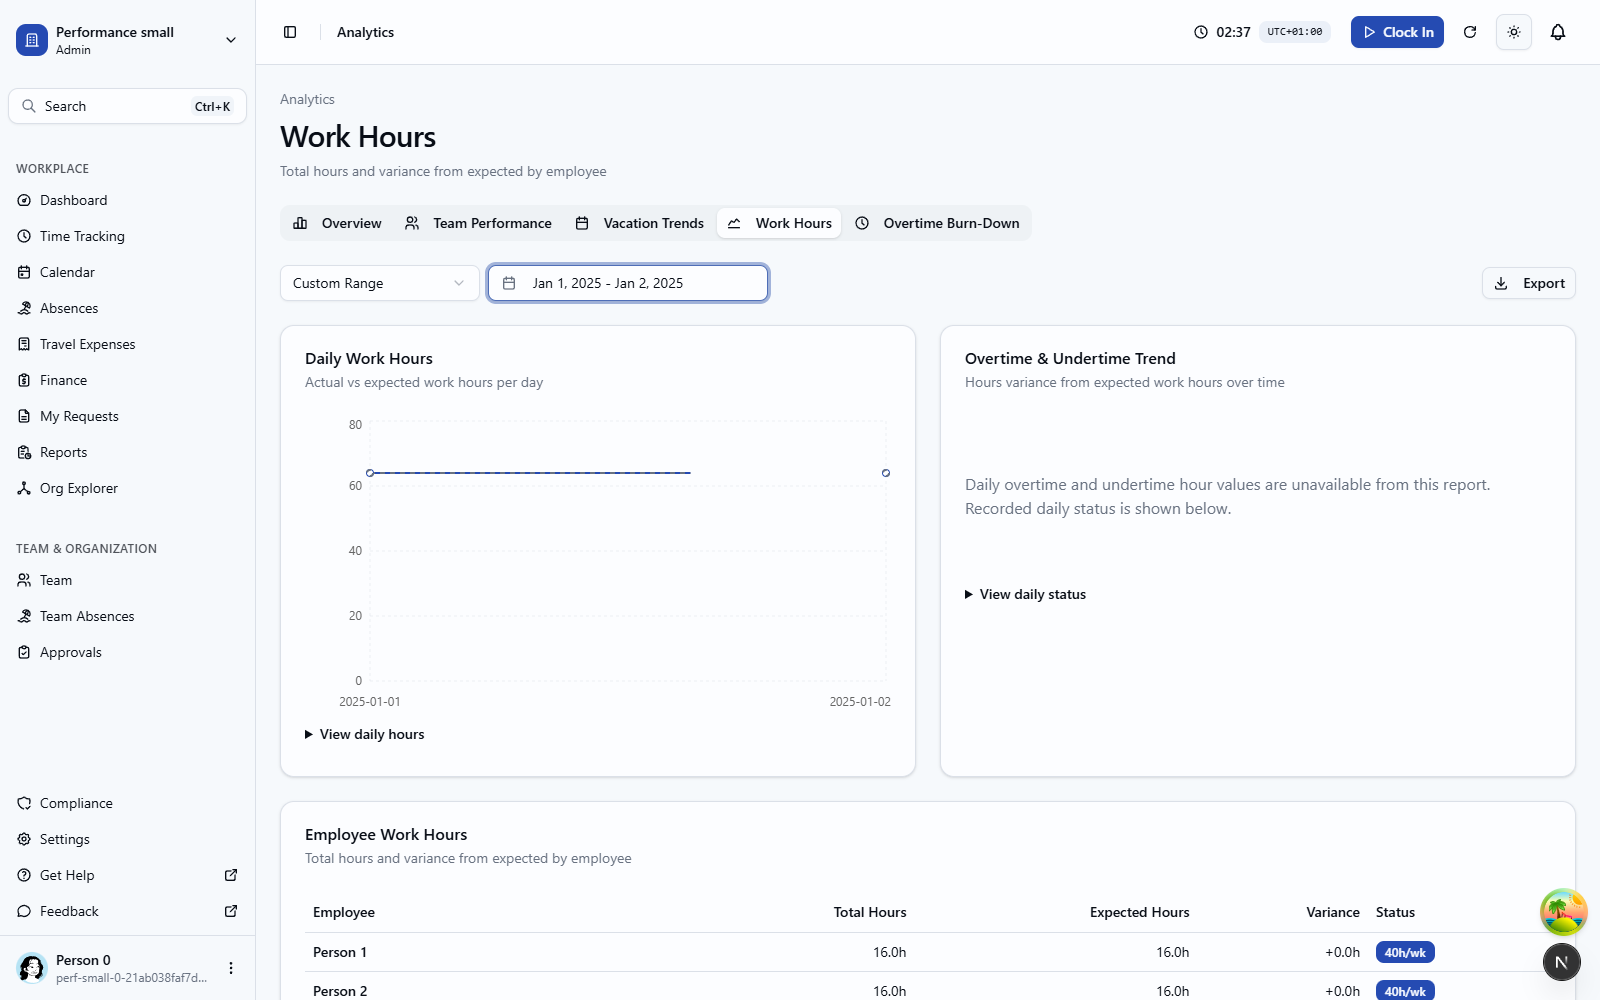 Performance small
Admin
Search
Ctrl+K
WORKPLACE
Dashboard
Time Tracking
Calendar
Absences
Travel Expenses
Finance
My Requests
Reports
Org Explorer
TEAM & ORGANIZATION
Team
Team Absences
Approvals
Compliance
Settings
Get Help
Feedback
Person 0
perf-small-0-21ab038faf7d...
Analytics
02:37
UTC+01:00
Clock In
Analytics
Work Hours
Total hours and variance from expected by employee
Overview
Team Performance
Vacation Trends
Work Hours
Overtime Burn-Down
Custom Range
Jan 1, 2025 - Jan 2, 2025
Export
Daily Work Hours
Actual vs expected work hours per day
80
60
40
20
0
2025-01-01
2025-01-02
View daily hours
Overtime & Undertime Trend
Hours variance from expected work hours over time
Daily overtime and undertime hour values are unavailable from this report.
Recorded daily status is shown below.
View daily status
Employee Work Hours
Total hours and variance from expected by employee
Employee Total Hours Expected Hours Variance Status
Person 1 16.0h 16.0h +0.0h 40h/wk
Person 2 16.0h 16.0h +0.0h 40h/wk
N